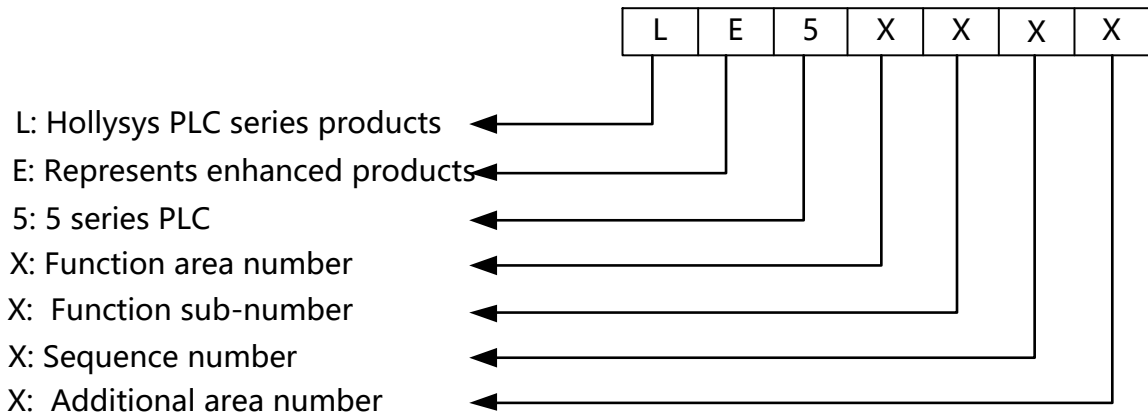 L E 5 X X X X
L: Hollysys PLC series products
E: Represents enhanced products
5: 5 series PLC
X: Function area number
X: Function sub-number
X: Sequence number
X: Additional area number